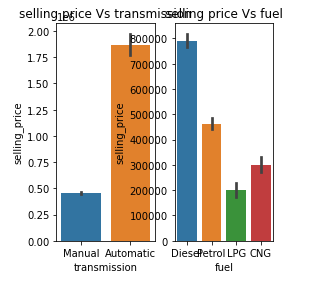 selling price Vs transmission
selling price Vs fuel
1e6
2.00
1.75
1.50
1.25
1.00
0.75
0.50
0.25
0.00
selling_price
Manual Automatic
transmission
800000
700000
600000
500000
400000
300000
200000
100000
0
selling_price
Diesel Petrol LPG CNG
fuel